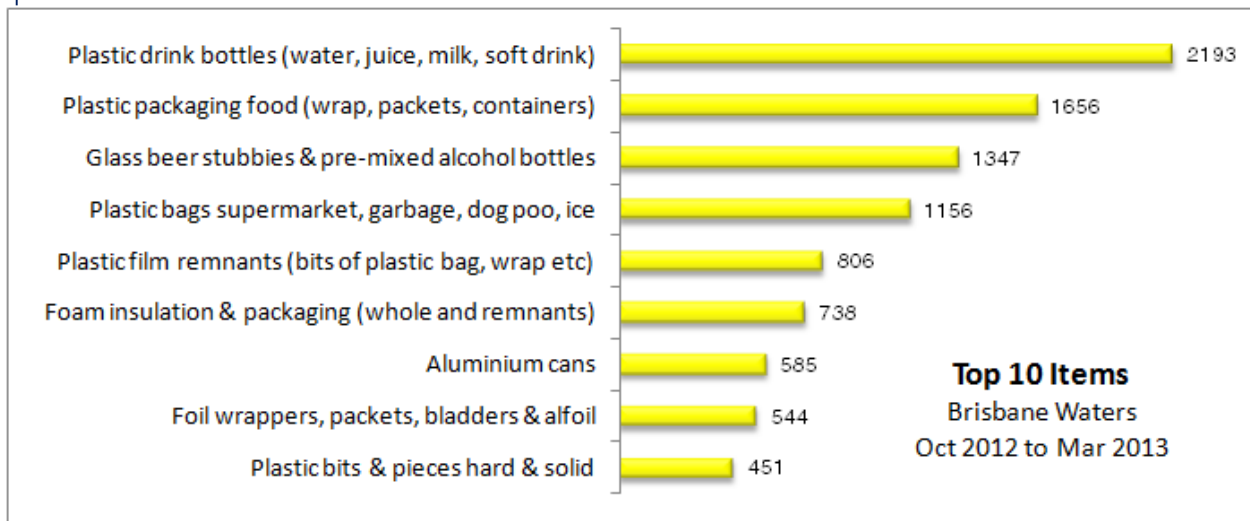 Plastic drink bottles (water, juice, milk, soft drink) 2193
Plastic packaging food (wrap, packets, containers) 1656
Glass beer stubbies & pre-mixed alcohol bottles 1347
Plastic bags supermarket, garbage, dog poo, ice 1156
Plastic film remnants (bits of plastic bag, wrap etc) 806
Foam insulation & packaging (whole and remnants) 738
Aluminium cans 585
Foil wrappers, packets, bladders & alfoil 544
Plastic bits & pieces hard & solid 451
Top 10 Items
Brisbane Waters
Oct 2012 to Mar 2013